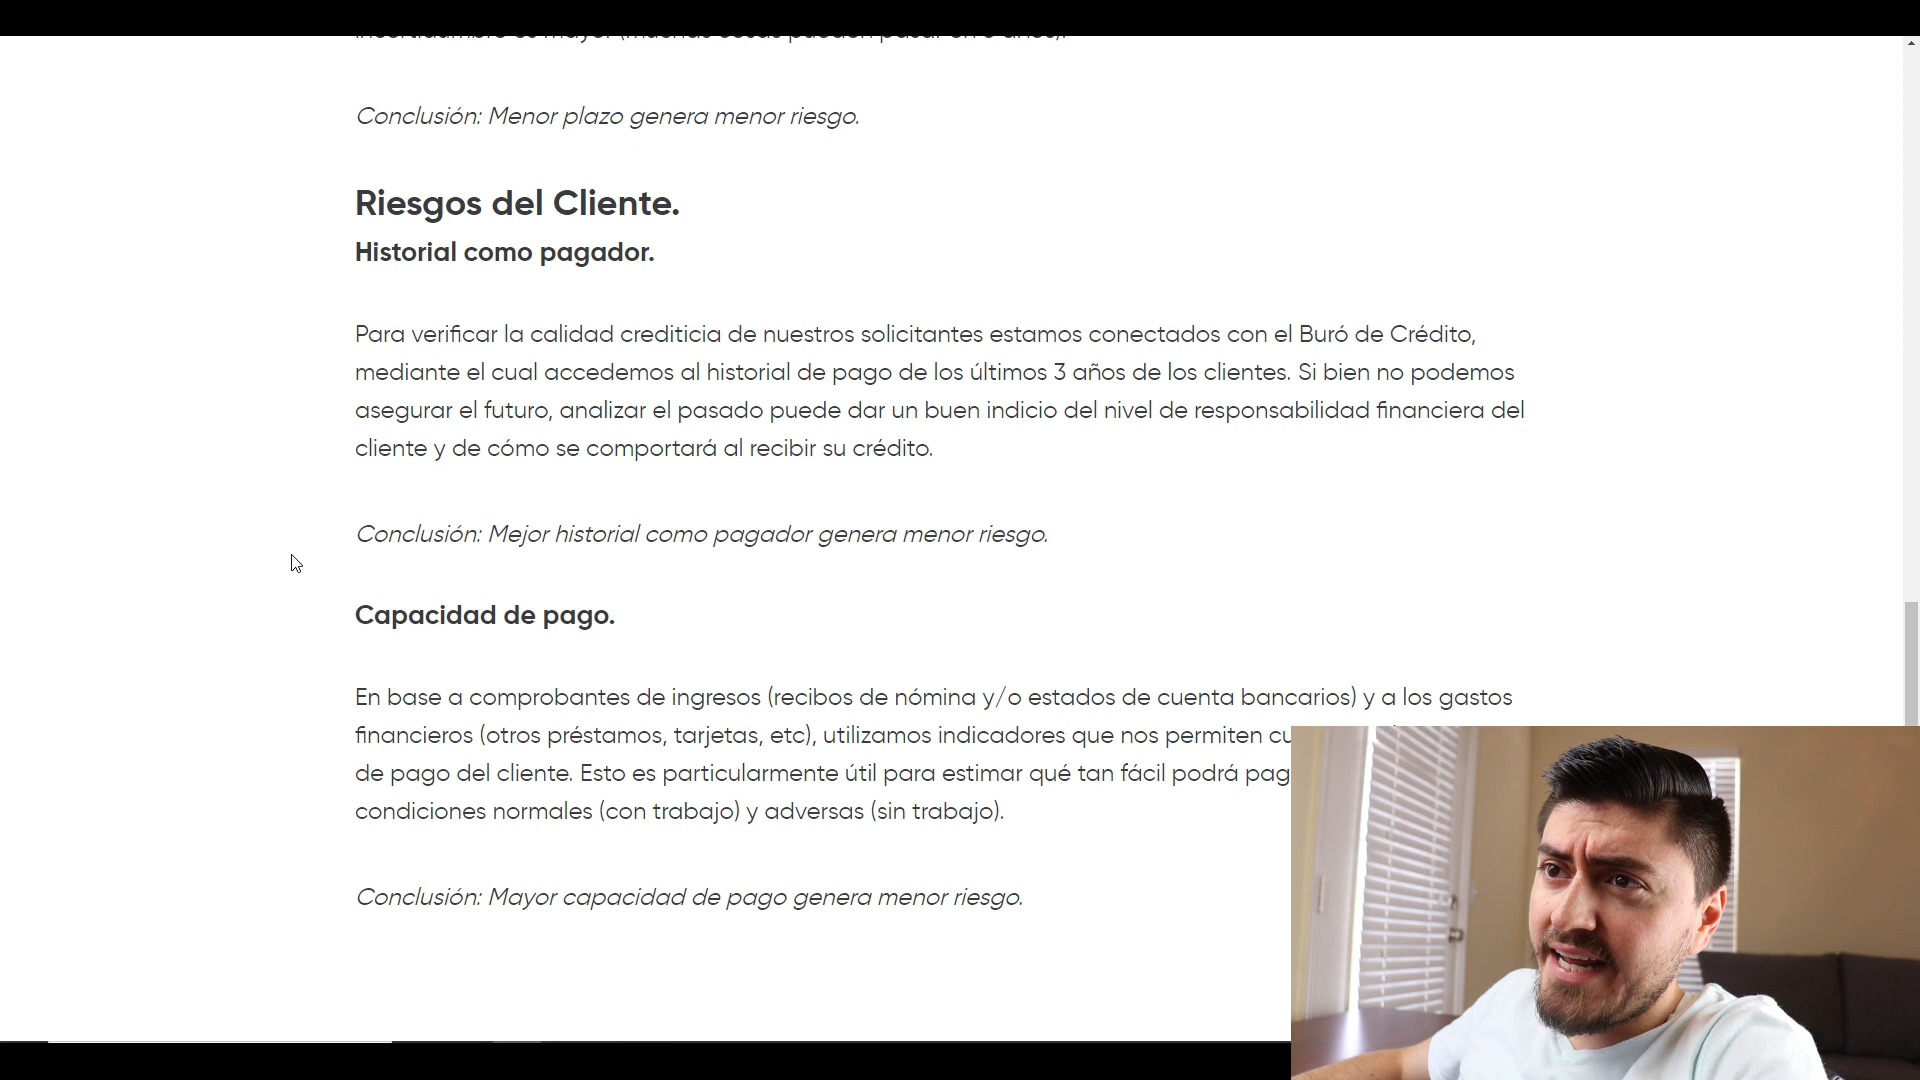 Conclusión: Menor plazo genera menor riesgo.
Riesgos del Cliente.
Historial como pagador.
Para verificar la calidad crediticia de nuestros solicitantes estamos conectados con el Buró de Crédito,
mediante el cual accedemos al historial de pago de los últimos 3 años de los clientes. Si bien no podemos
asegurar el futuro, analizar el pasado puede dar un buen indicio del nivel de responsabilidad financiera del
cliente y de cómo se comportará al recibir su crédito.
Conclusión: Mejor historial como pagador genera menor riesgo.
Capacidad de pago.
En base a comprobantes de ingresos (recibos de nómina y/o estados de cuenta bancarios) y a los gastos
financieros (otros préstamos, tarjetas, etc), utilizamos indicadores que nos permiten
de pago del cliente. Esto es particularmente útil para estimar qué tan fácil podrá
condiciones normales (con trabajo) y adversas (sin trabajo).
Conclusión: Mayor capacidad de pago genera menor riesgo.